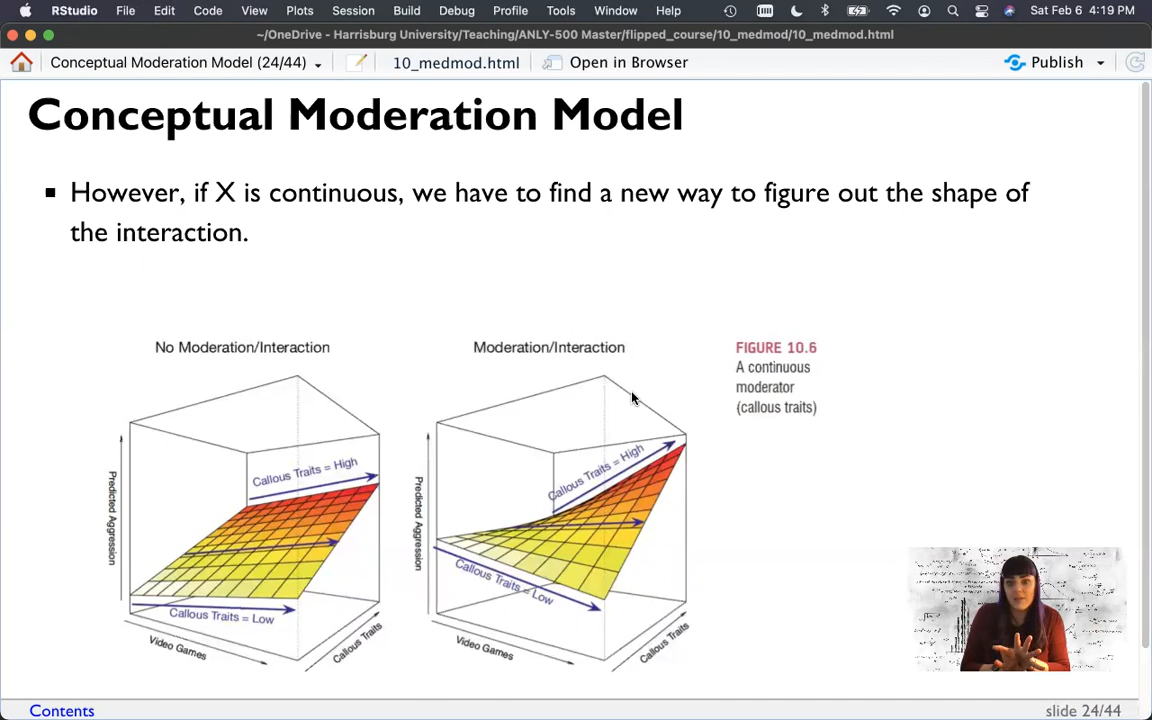 RStudio File Edit Code View Plots Session Build Debug Profile Tools Window Help Sat Feb 6 4:19 PM
~/OneDrive - Harrisburg University/Teaching/ANLY-500 Master/flipped_course/10_medmod/10_medmod.html
Conceptual Moderation Model (24/44) 10_medmod.html Open in Browser Publish
Conceptual Moderation Model
However, if X is continuous, we have to find a new way to figure out the shape of
the interaction.
No Moderation/Interaction
Callous Traits = High
Callous Traits = Low
Predicted Aggression
Video Games
Callous Traits
Moderation/Interaction
Callous Traits = High
Callous Traits = Low
Predicted Aggression
Video Games
Callous Traits
FIGURE 10.6
A continuous
moderator
(callous traits)
Contents
slide 24/44